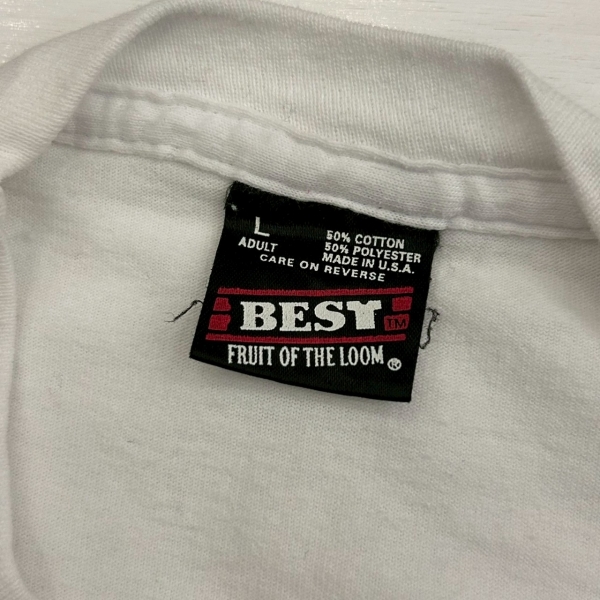 L
ADULT
50% COTTON
50% POLYESTER
MADE IN U.S.A.
CARE ON REVERSE
BEST TM
FRUIT OF THE LOOM ®